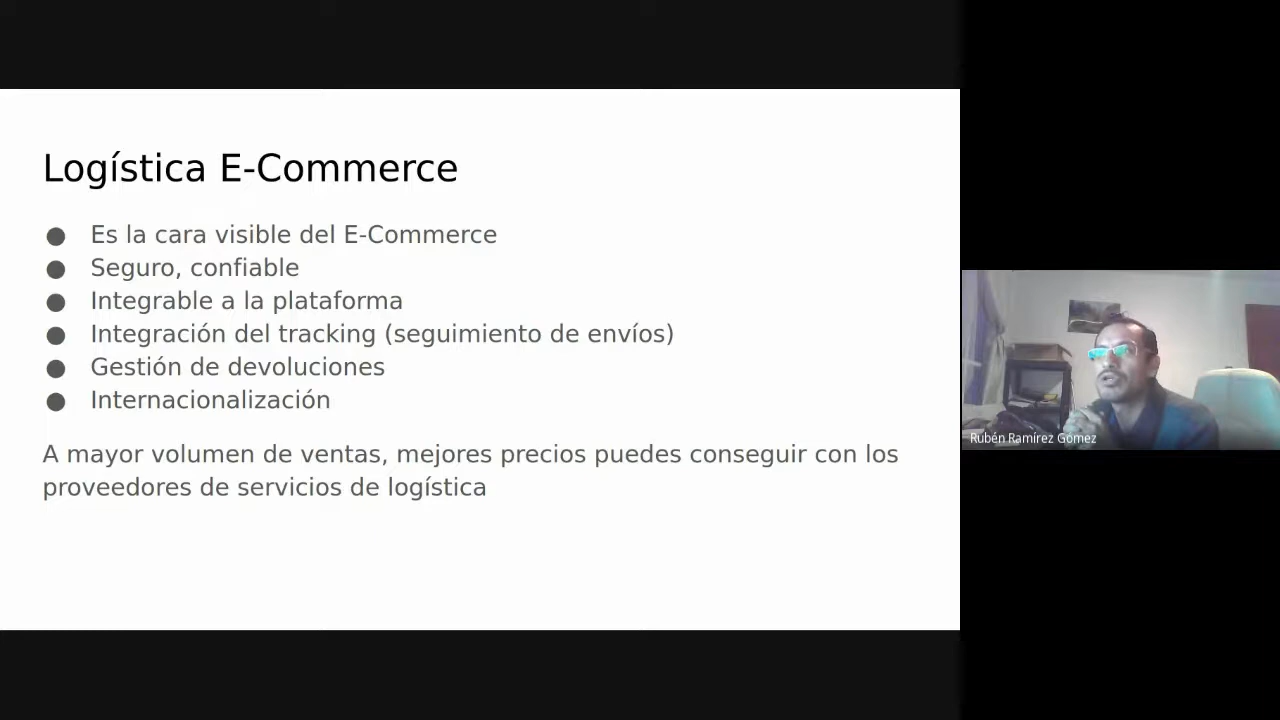 Logística E-Commerce
● Es la cara visible del E-Commerce
● Seguro, confiable
● Integrable a la plataforma
● Integración del tracking (seguimiento de envíos)
● Gestión de devoluciones
● Internacionalización
A mayor volumen de ventas, mejores precios puedes conseguir con los
proveedores de servicios de logística
Rubén Ramírez Gómez